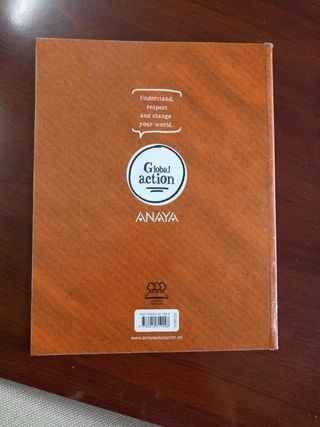 Understand,
respect
and change
your world.
Global
action
ANAYA
www.anayaeducacion.es